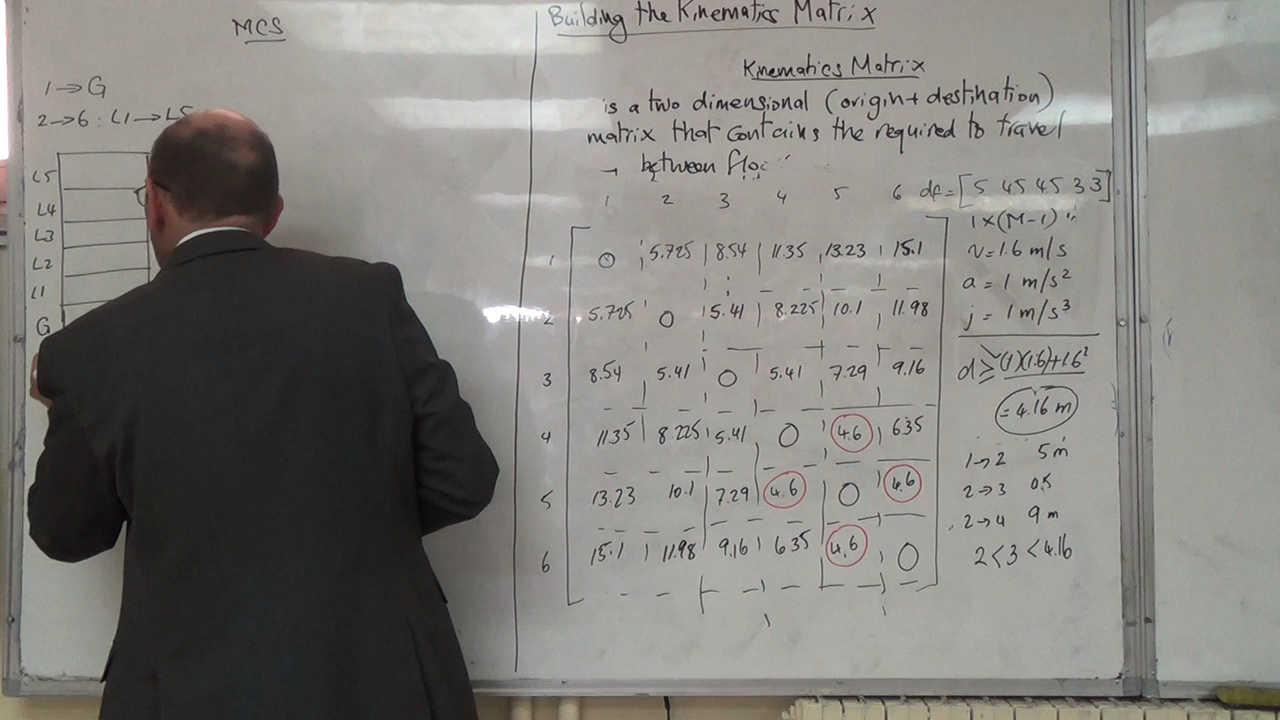 MCS
1 → G
2 → 6 : L1 → L5
L5
L4
L3
L2
L1
G
Building the Kinematics Matrix
Kinematics Matrix
is a two dimensional (origin + destination)
matrix that contains the required to travel
between
1 2 3 4 5 6
1 0 5.725 8.54 11.35 13.23 15.1
2 5.725 0 5.41 8.225 10.1 11.98
3 8.54 5.41 0 5.41 7.29 9.16
4 11.35 8.225 5.41 0 4.6 6.35
5 13.23 10.1 7.29 4.6 0 4.6
6 15.1 11.98 9.16 6.35 4.6 0
df = [5 4.5 4.5 3 3]
1×(M-1)
v = 1.6 m/s
a = 1 m/s²
j = 1 m/s³
d ≥ (1)(1.6)+1.6²
= 4.16 m
1→2 5m
2→3
2→4 9m
2 < 3 < 4.16